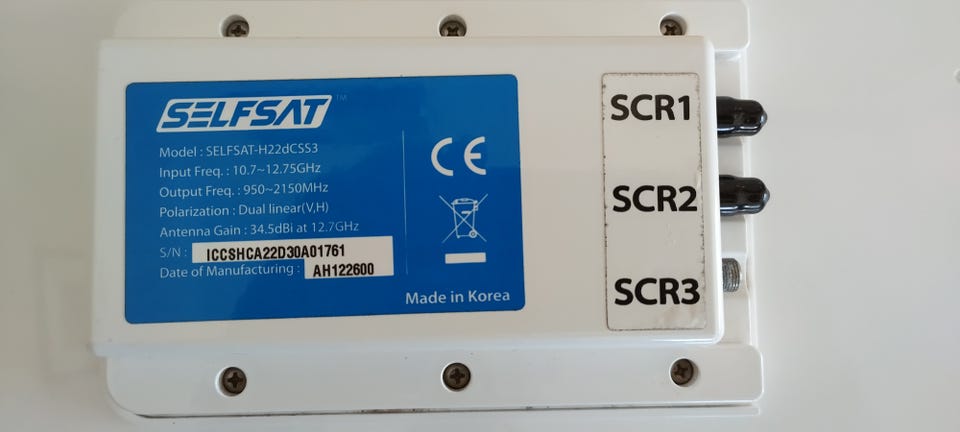 SELFSAT™
Model : SELFSAT-H22dCSS3
Input Freq. : 10.7~12.75GHz
Output Freq. : 950~2150MHz
Polarization : Dual linear(V,H)
Antenna Gain : 34.5dBi at 12.7GHz
S/N : ICCSHCA22D30A01761
Date of Manufacturing : AH122600
CE
Made in Korea
SCR1
SCR2
SCR3